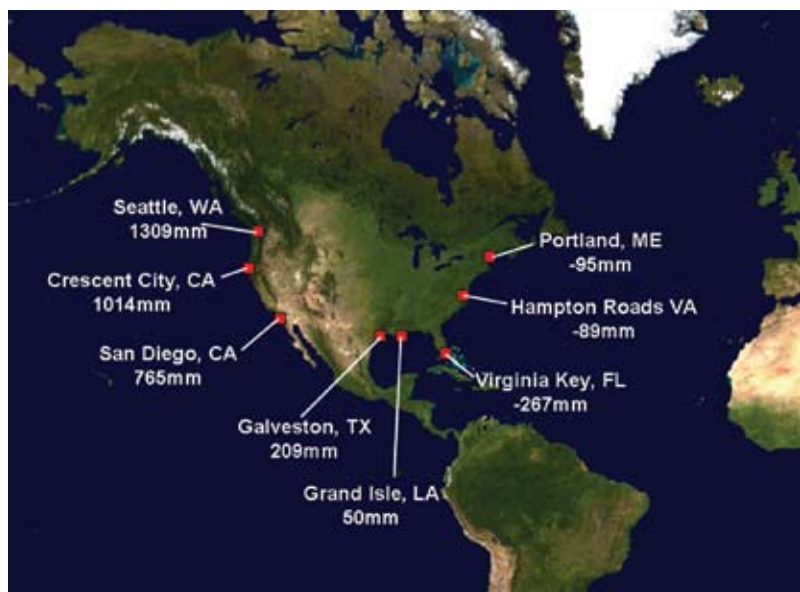 Seattle, WA
1309mm
Crescent City, CA
1014mm
San Diego, CA
765mm
Galveston, TX
209mm
Grand Isle, LA
50mm
Portland, ME
-95mm
Hampton Roads VA
-89mm
Virginia Key, FL
-267mm